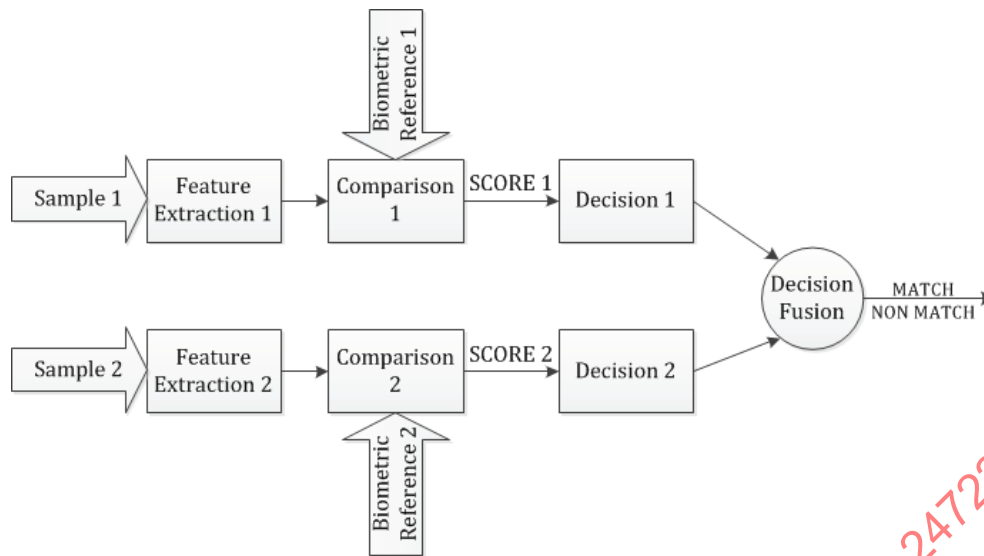 Biometric
Reference 1
Sample 1
Feature
Extraction 1
Comparison
1
SCORE 1
Decision 1
Decision
Fusion
MATCH
NON MATCH
Sample 2
Feature
Extraction 2
Comparison
2
SCORE 2
Decision 2
Biometric
Reference 2